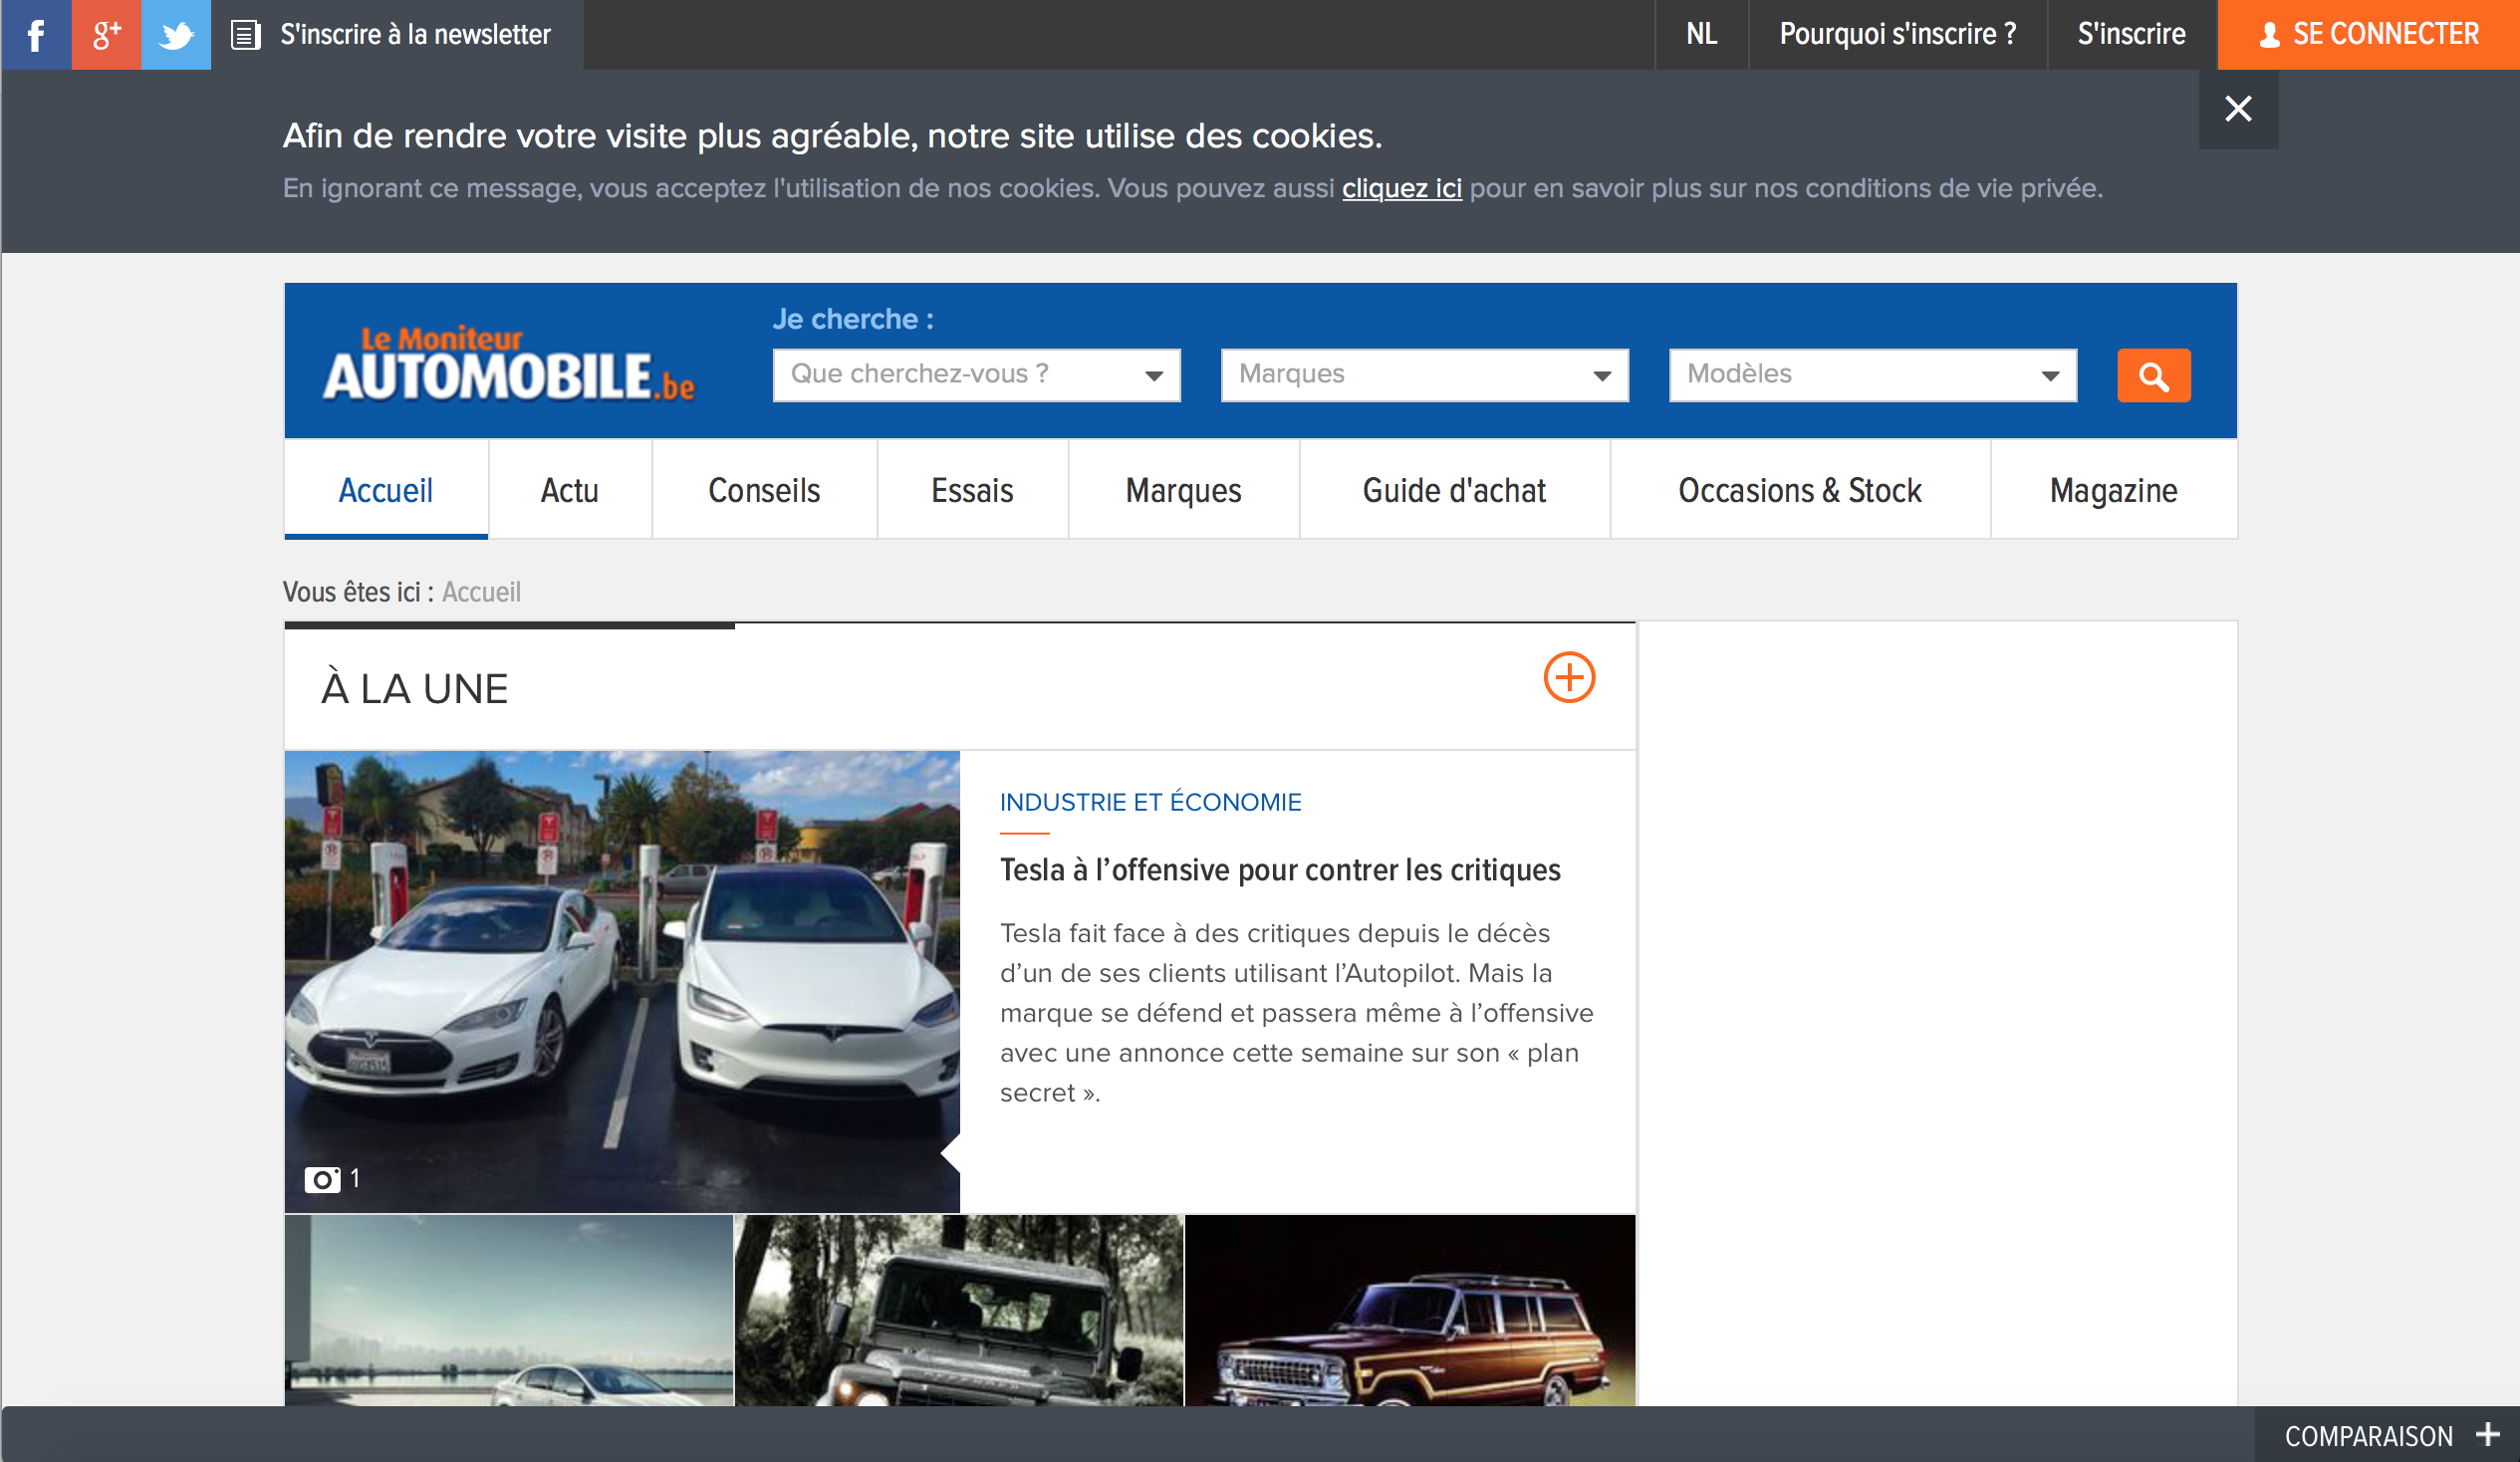 f
g+
S'inscrire à la newsletter
NL
Pourquoi s'inscrire ?
S'inscrire
SE CONNECTER
Afin de rendre votre visite plus agréable, notre site utilise des cookies.
En ignorant ce message, vous acceptez l'utilisation de nos cookies. Vous pouvez aussi cliquez ici pour en savoir plus sur nos conditions de vie privée.
Le Moniteur
AUTOMOBILE.be
Je cherche :
Que cherchez-vous ?
Marques
Modèles
Accueil
Actu
Conseils
Essais
Marques
Guide d'achat
Occasions & Stock
Magazine
Vous êtes ici : Accueil
À LA UNE
INDUSTRIE ET ÉCONOMIE
Tesla à l’offensive pour contrer les critiques
Tesla fait face à des critiques depuis le décès
d’un de ses clients utilisant l’Autopilot. Mais la
marque se défend et passera même à l’offensive
avec une annonce cette semaine sur son « plan
secret ».
1
COMPARAISON